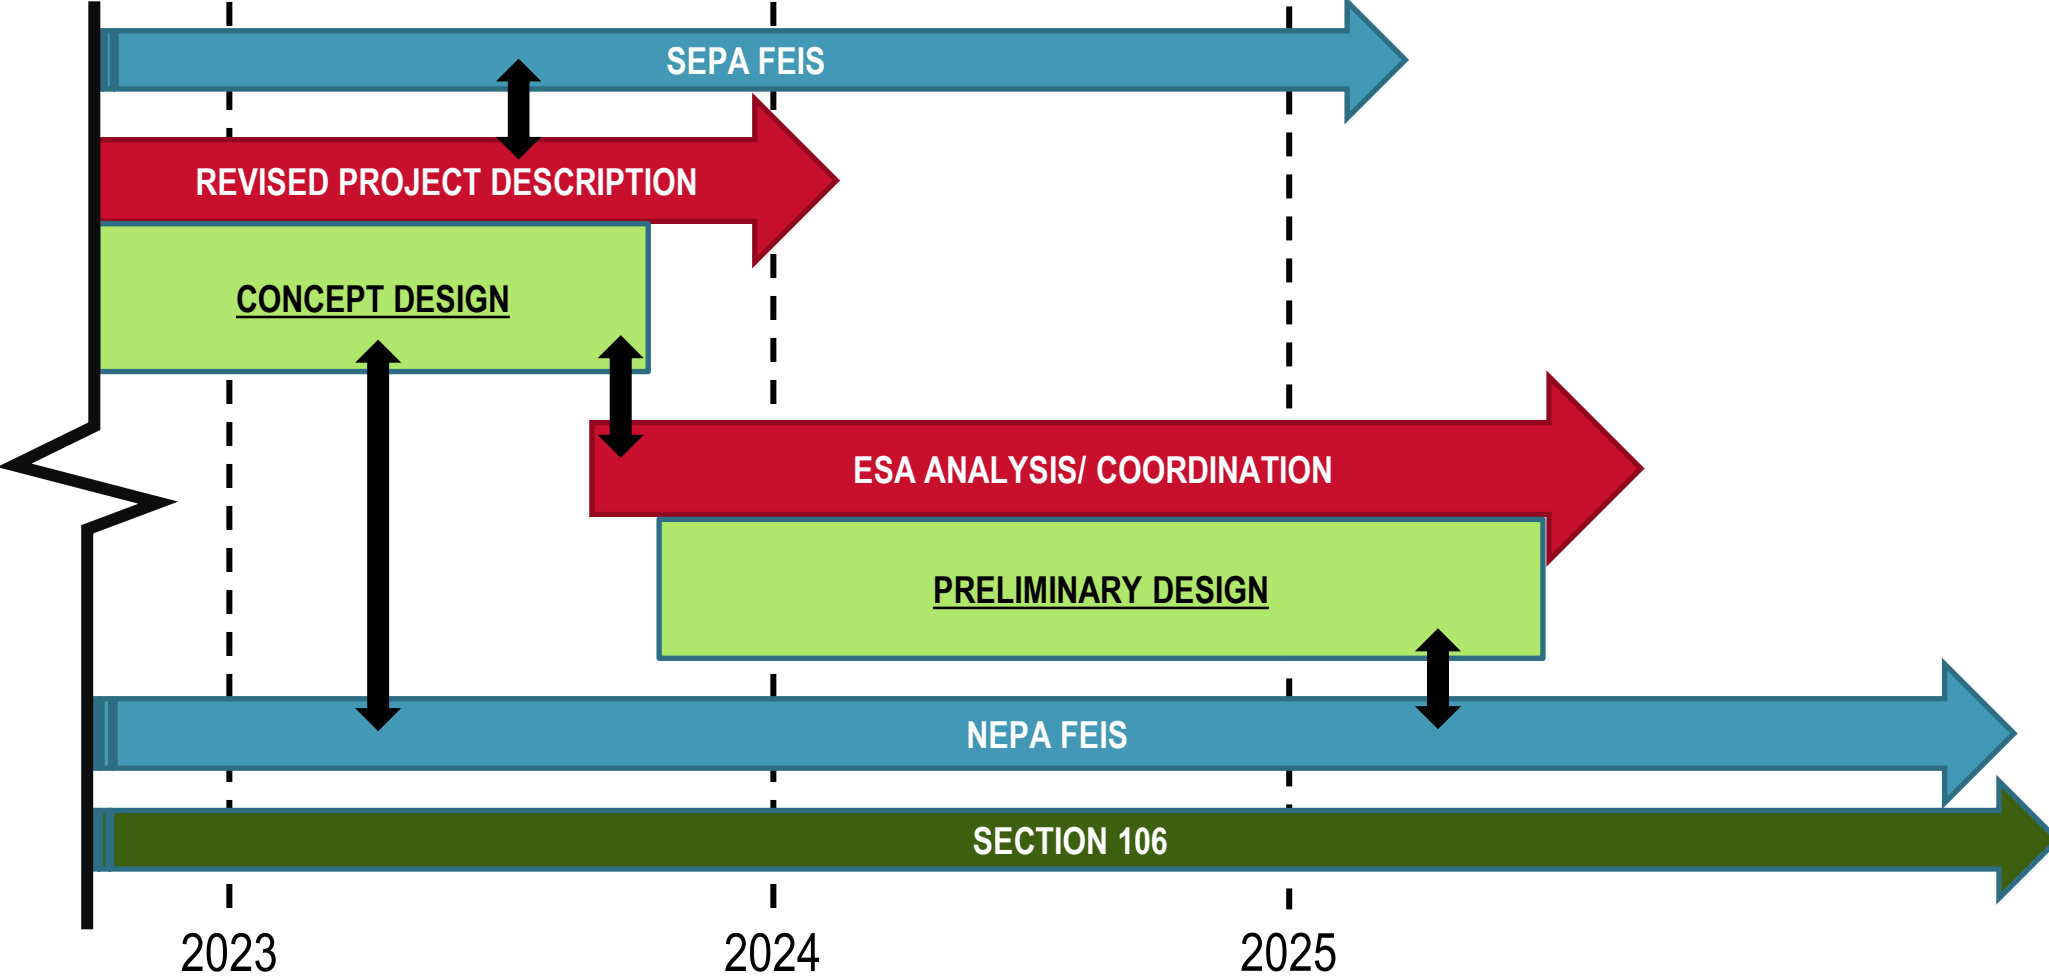 SEPA FEIS
REVISED PROJECT DESCRIPTION
CONCEPT DESIGN
ESA ANALYSIS/ COORDINATION
PRELIMINARY DESIGN
NEPA FEIS
SECTION 106
2023
2024
2025